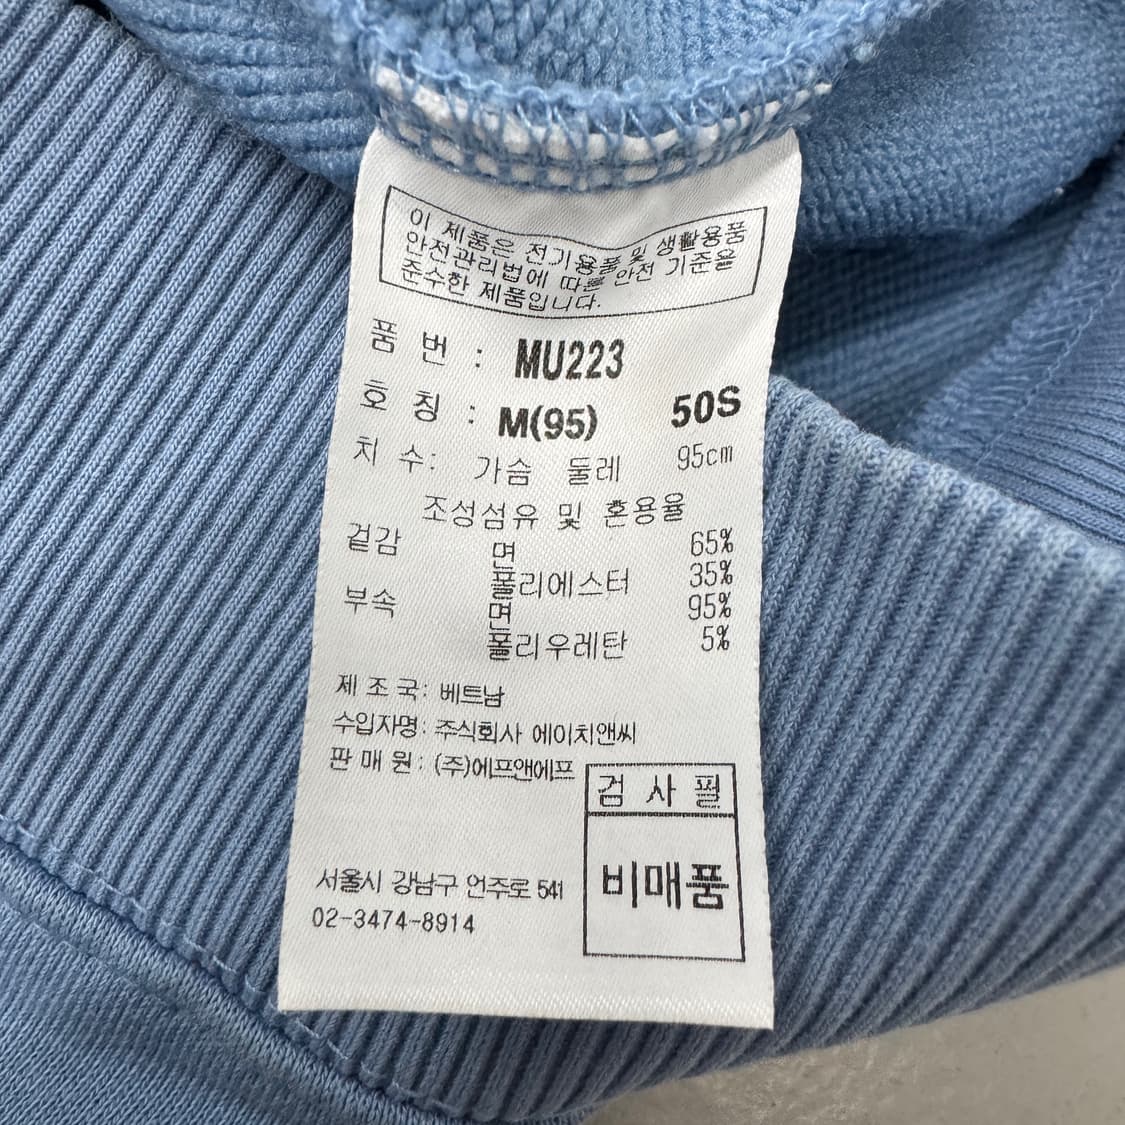 이 제품은 전기용품 및 생활용품
안전관리법에 따른 안전 기준을
준수한 제품입니다.
품 번 : MU223
호 칭 : M(95) 50S
치 수: 가슴 둘레 95cm
조성섬유 및 혼용율
겉감 면 65%
폴리에스터 35%
부속 면 95%
폴리우레탄 5%
제 조 국: 베트남
수입자명: 주식회사 에이치앤씨
판 매 원: (주)에프앤에프
검 사 필
비매품
서울시 강남구 언주로 541
02-3474-8914